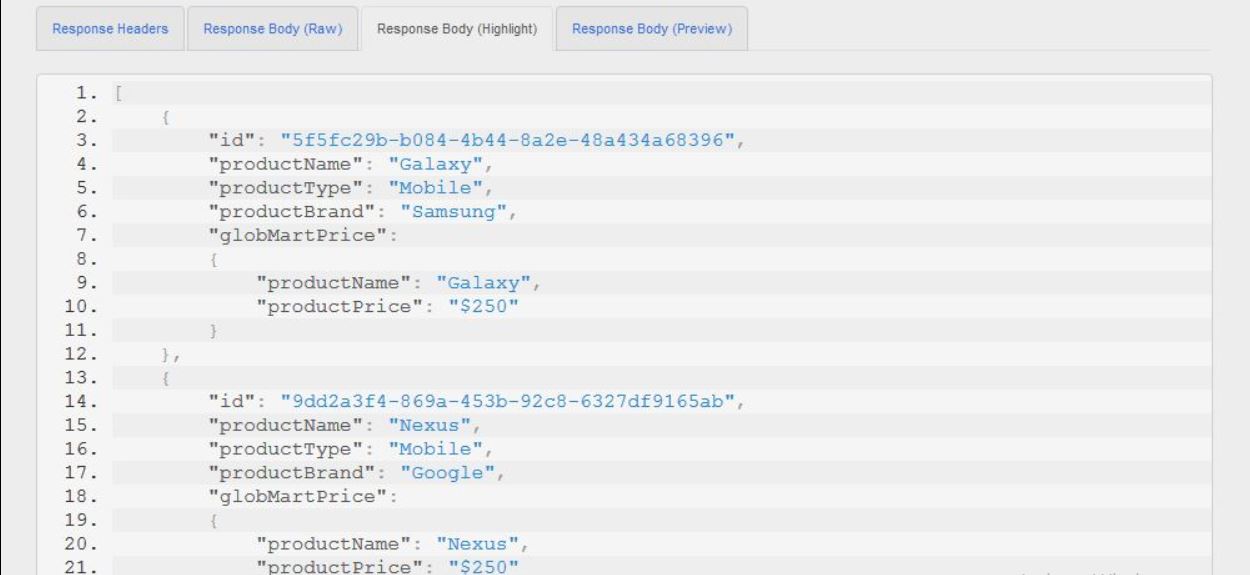 Response Headers Response Body (Raw) Response Body (Highlight) Response Body (Preview)
1. [
2. {
3. "id": "5f5fc29b-b084-4b44-8a2e-48a434a68396",
4. "productName": "Galaxy",
5. "productType": "Mobile",
6. "productBrand": "Samsung",
7. "globMartPrice":
8. {
9. "productName": "Galaxy",
10. "productPrice": "$250"
11. }
12. },
13. {
14. "id": "9dd2a3f4-869a-453b-92c8-6327df9165ab",
15. "productName": "Nexus",
16. "productType": "Mobile",
17. "productBrand": "Google",
18. "globMartPrice":
19. {
20. "productName": "Nexus",
21. "productPrice": "$250"